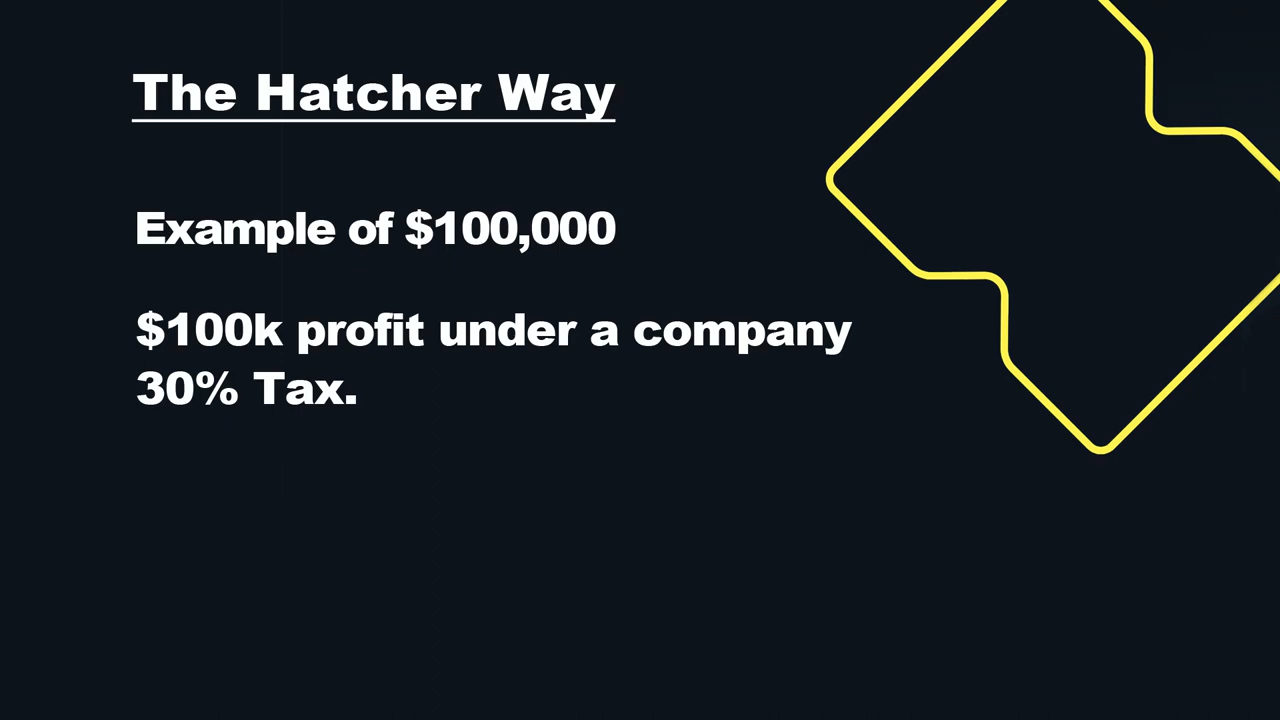 The Hatcher Way
Example of $100,000
$100k profit under a company
30% Tax.